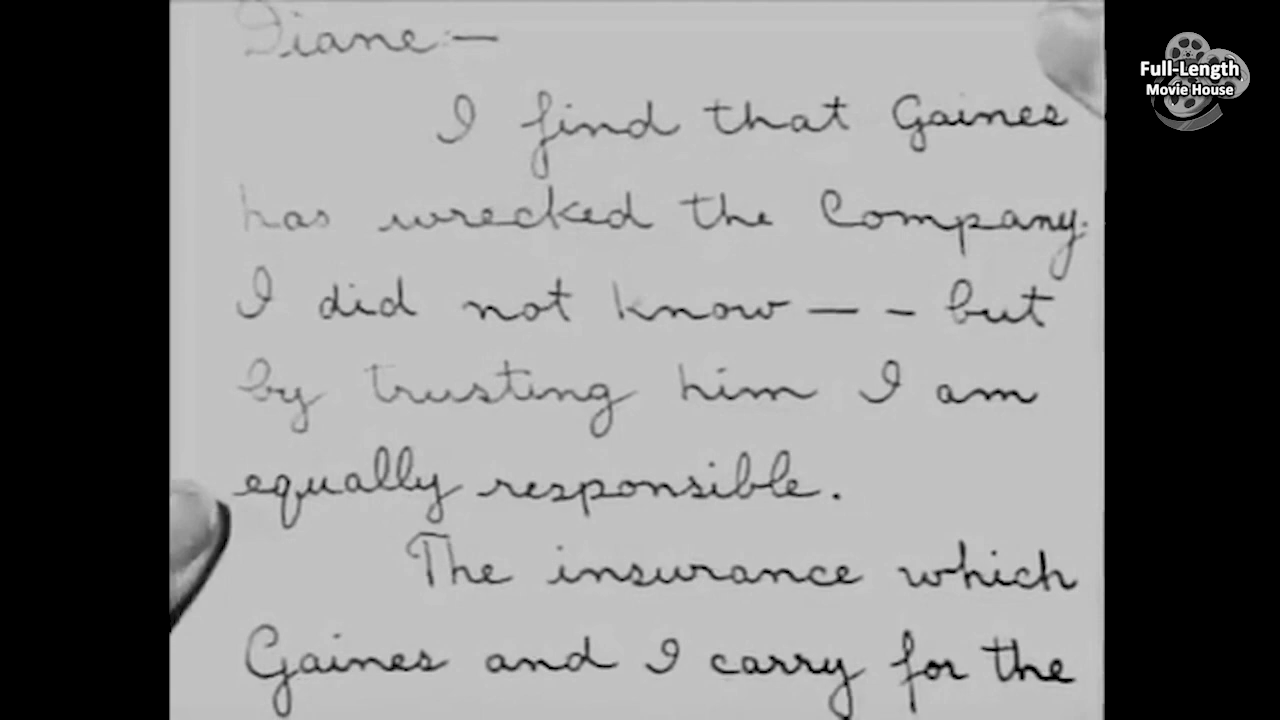 Diane:—
I find that Gaines
has wrecked the Company.
I did not know — - but
by trusting him I am
equally responsible.
The insurance which
Gaines and I carry for the
Full-Length
Movie House